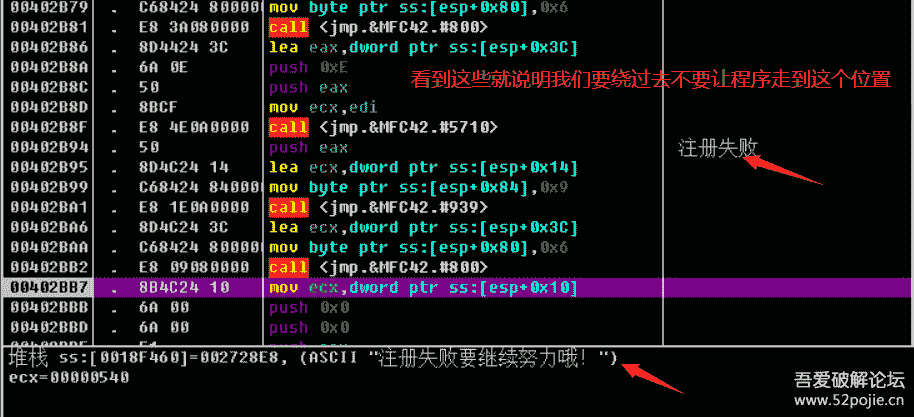 00402B79 . C68424 800000 mov byte ptr ss:[esp+0x80],0x6
00402B81 . E8 3A080000 call <jmp.&MFC42.#800>
00402B86 . 8D4424 3C lea eax,dword ptr ss:[esp+0x3C]
00402B8A . 6A 0E push 0xE
看到这些就说明我们要绕过去不要让程序走到这个位置
00402B8C . 50 push eax
00402B8D . 8BCF mov ecx,edi
00402B8F . E8 4E0A0000 call <jmp.&MFC42.#5710>
00402B94 . 50 push eax
注册失败
00402B95 . 8D4C24 14 lea ecx,dword ptr ss:[esp+0x14]
00402B99 . C68424 840000 mov byte ptr ss:[esp+0x84],0x9
00402BA1 . E8 1E0A0000 call <jmp.&MFC42.#939>
00402BA6 . 8D4C24 3C lea ecx,dword ptr ss:[esp+0x3C]
00402BAA . C68424 800000 mov byte ptr ss:[esp+0x80],0x6
00402BB2 . E8 09080000 call <jmp.&MFC42.#800>
00402BB7 . 8B4C24 10 mov ecx,dword ptr ss:[esp+0x10]
00402BBB . 6A 00 push 0x0
00402BBD . 6A 00 push 0x0
堆栈 ss:[0018F460]=002728E8, (ASCII "注册失败要继续努力哦！")
ecx=00000540
吾爱破解论坛
www.52pojie.cn